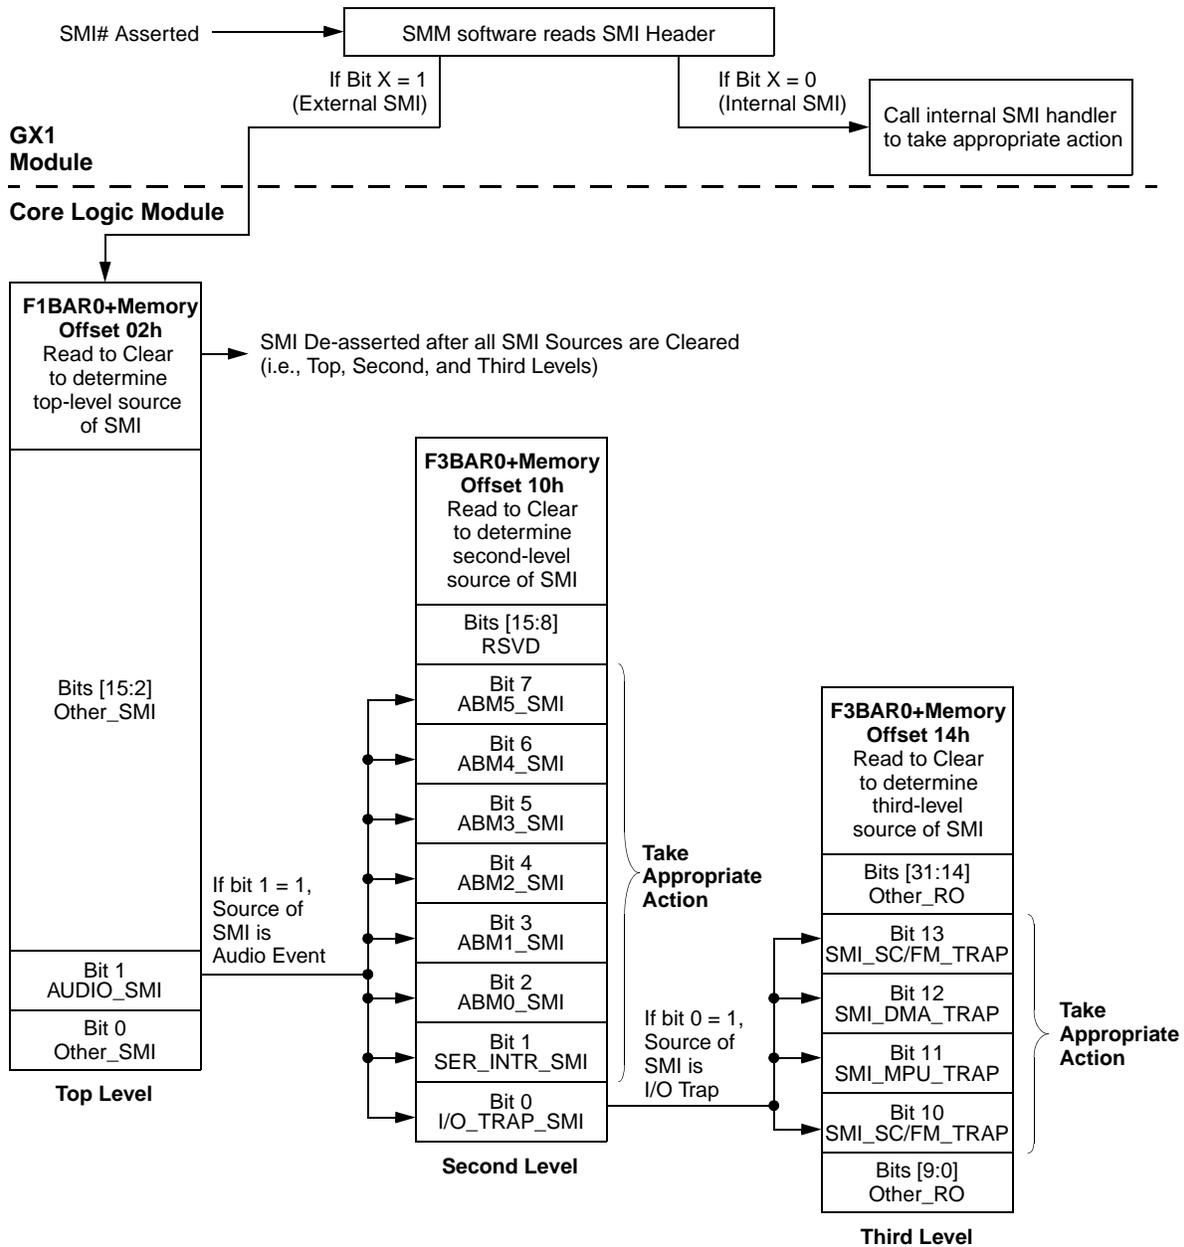 SMI# Asserted
SMM software reads SMI Header
If Bit X = 1
(External SMI)
If Bit X = 0
(Internal SMI)
Call internal SMI handler
to take appropriate action
GX1
Module
Core Logic Module
F1BAR0+Memory
Offset 02h
Read to Clear
to determine
top-level source
of SMI
SMI De-asserted after all SMI Sources are Cleared
(i.e., Top, Second, and Third Levels)
Bits [15:2]
Other_SMI
Bit 1
AUDIO_SMI
Bit 0
Other_SMI
Top Level
If bit 1 = 1,
Source of
SMI is
Audio Event
F3BAR0+Memory
Offset 10h
Read to Clear
to determine
second-level
source of SMI
Bits [15:8]
RSVD
Bit 7
ABM5_SMI
Bit 6
ABM4_SMI
Bit 5
ABM3_SMI
Bit 4
ABM2_SMI
Bit 3
ABM1_SMI
Bit 2
ABM0_SMI
Bit 1
SER_INTR_SMI
Bit 0
I/O_TRAP_SMI
Second Level
Take
Appropriate
Action
If bit 0 = 1,
Source of
SMI is
I/O Trap
F3BAR0+Memory
Offset 14h
Read to Clear
to determine
third-level
source of SMI
Bits [31:14]
Other_RO
Bit 13
SMI_SC/FM_TRAP
Bit 12
SMI_DMA_TRAP
Bit 11
SMI_MPU_TRAP
Bit 10
SMI_SC/FM_TRAP
Bits [9:0]
Other_RO
Third Level
Take
Appropriate
Action